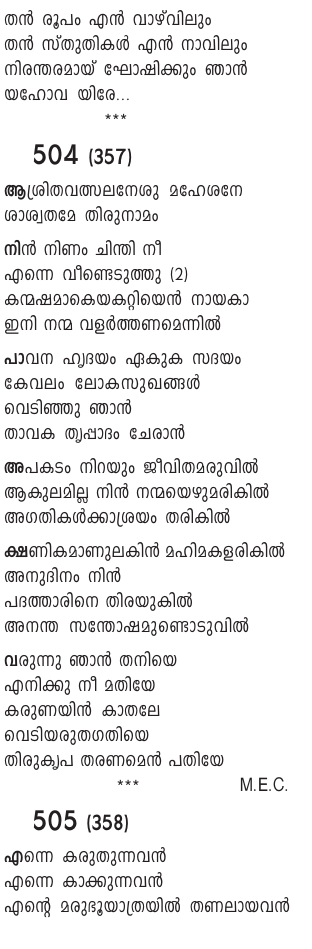 തൻ രൂപം എൻ വാഴ്‌വിലും
തൻ സ്തുതികൾ എൻ നാവിലും
നിരന്തരമായ് ഘോഷിക്കും ഞാൻ
യഹോവ യിരേ...
***
504 (357)
ആശ്രിതവത്സലനേശു മഹേശനേ
ശാശ്വതമേ തിരുനാമം
നിൻ നിണം ചിന്തി നീ
എന്നെ വീണ്ടെടുത്തു (2)
കന്മഷമാകെയകറ്റിയെൻ നായകാ
ഇനി നന്മ വളർത്തണമെന്നിൽ
പാവന ഹൃദയം ഏകുക സദയം
കേവലം ലോകസുഖങ്ങൾ
വെടിഞ്ഞു ഞാൻ
താവക തൃപ്പാദം ചേരാൻ
അപകടം നിറയും ജീവിതമരുവിൽ
ആകുലമില്ല നിൻ നന്മയെഴുമരികിൽ
അഗതികൾക്കാശ്രയം തരികിൽ
ക്ഷണികമാണുലകിൻ മഹിമകളരികിൽ
അനുദിനം നിൻ
പദത്താരിനെ തിരയുകിൽ
അനന്ത സന്തോഷമുണ്ടൊടുവിൽ
വരുന്നു ഞാൻ തനിയെ
എനിക്കു നീ മതിയേ
കരുണയിൻ കാതലേ
വെടിയരുതഗതിയെ
തിരുകൃപ തരണമെൻ പതിയേ
*** M.E.C.
505 (358)
എന്നെ കരുതുന്നവൻ
എന്നെ കാക്കുന്നവൻ
എന്റെ മരുഭൂയാത്രയിൽ തണലായവൻ